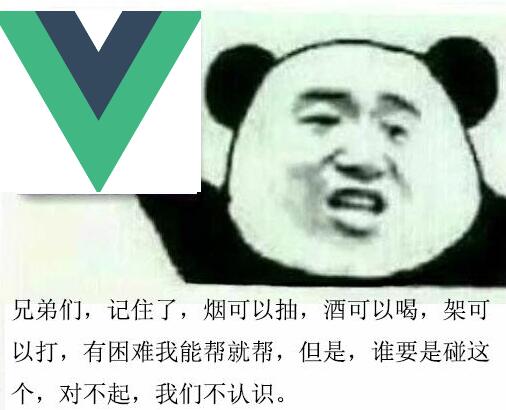 兄弟们，记住了，烟可以抽，酒可以喝，架可
以打，有困难我能帮就帮，但是，谁要是碰这
个，对不起，我们不认识。